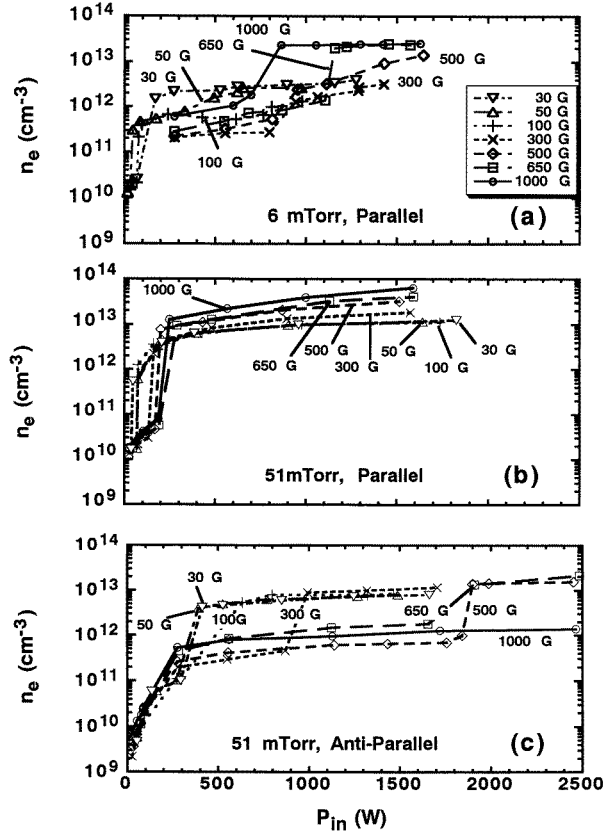 10^14
1000 G
650 G
50 G
30 G
500 G
300 G
100 G
10^13
10^12
10^11
10^10
10^9
n_e (cm^-3)
30 G
50 G
100 G
300 G
500 G
650 G
1000 G
6 mTorr, Parallel
(a)
10^14
1000 G
10^13
10^12
10^11
10^10
10^9
n_e (cm^-3)
650 G
500 G
300 G
50 G
100 G
30 G
51mTorr, Parallel
(b)
10^14
10^13
10^12
10^11
10^10
10^9
n_e (cm^-3)
30 G
50 G
100G
300 G
650 G
500 G
1000 G
51 mTorr, Anti-Parallel
(c)
0 500 1000 1500 2000 2500
P_in (W)